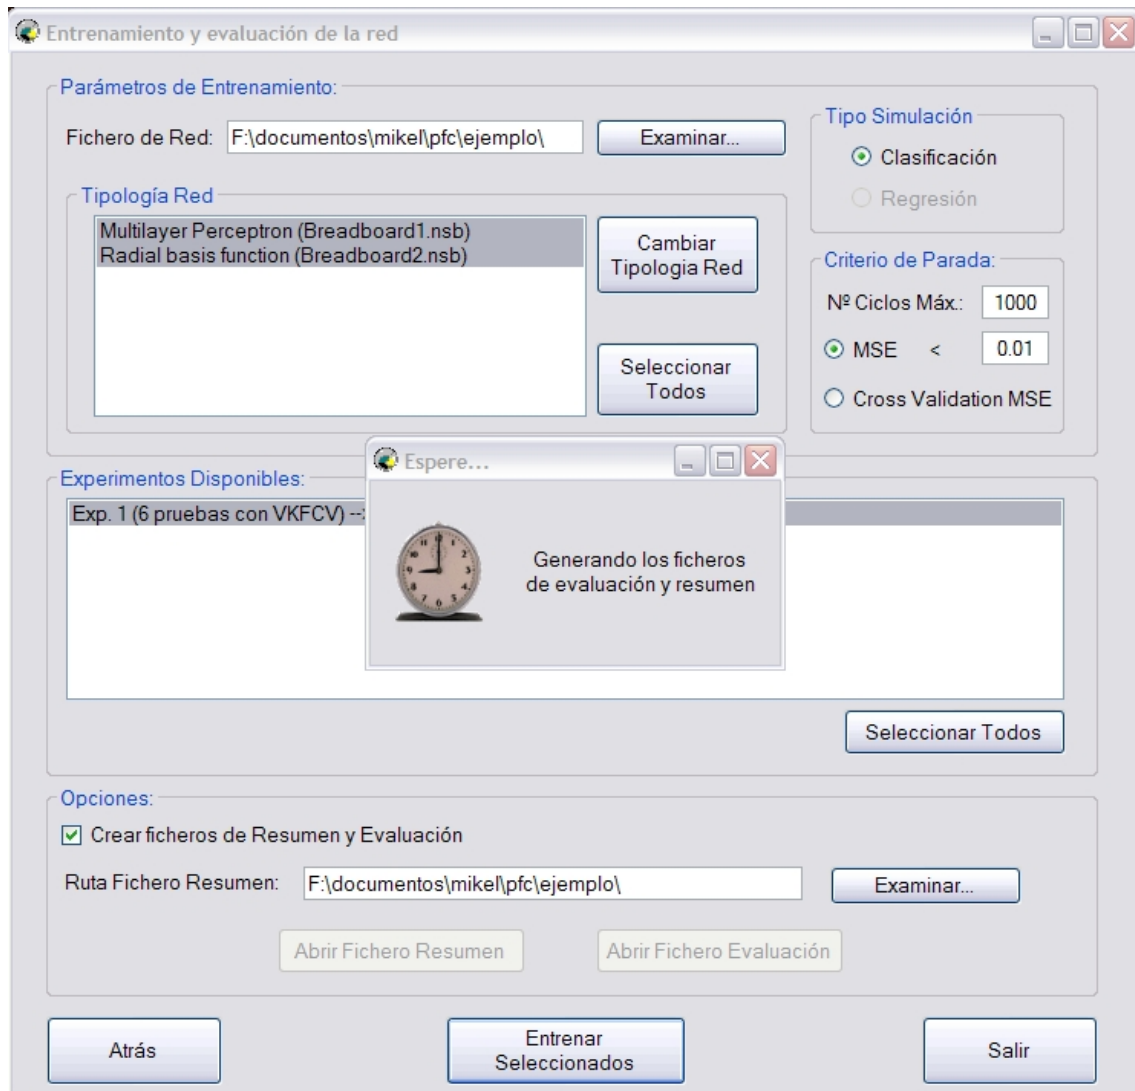 Entrenamiento y evaluación de la red
Parámetros de Entrenamiento:
Fichero de Red: F:\documentos\mikel\pfc\ejemplo\ Examinar...
Tipología Red
Multilayer Perceptron (Breadboard1.nsb)
Radial basis function (Breadboard2.nsb)
Cambiar
Tipologia Red
Seleccionar
Todos
Tipo Simulación
Clasificación
Regresión
Criterio de Parada:
Nº Ciclos Máx.: 1000
MSE < 0.01
Cross Validation MSE
Experimentos Disponibles:
Exp. 1 (6 pruebas con VKFCV) --
Espere...
Generando los ficheros
de evaluación y resumen
Seleccionar Todos
Opciones:
Crear ficheros de Resumen y Evaluación
Ruta Fichero Resumen: F:\documentos\mikel\pfc\ejemplo\ Examinar...
Abrir Fichero Resumen Abrir Fichero Evaluación
Atrás
Entrenar
Seleccionados
Salir